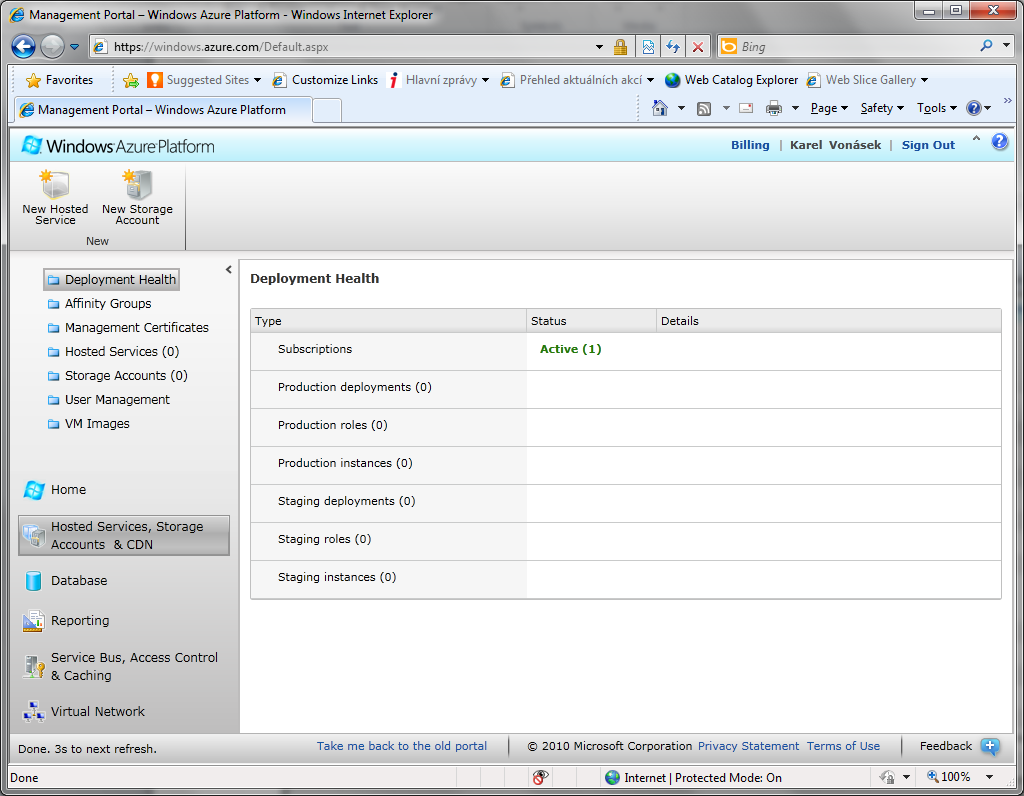 Management Portal – Windows Azure Platform - Windows Internet Explorer
https://windows.azure.com/Default.aspx
Bing
Favorites
Suggested Sites
Customize Links
Hlavní zprávy
Přehled aktuálních akcí
Web Catalog Explorer
Web Slice Gallery
Management Portal – Windows Azure Platform
Page
Safety
Tools
Windows Azure Platform
Billing | Karel Vonásek | Sign Out
New Hosted Service
New Storage Account
New
Deployment Health
Affinity Groups
Management Certificates
Hosted Services (0)
Storage Accounts (0)
User Management
VM Images
Home
Hosted Services, Storage
Accounts & CDN
Database
Reporting
Service Bus, Access Control
& Caching
Virtual Network
Deployment Health
Type Status Details
Subscriptions Active (1)
Production deployments (0)
Production roles (0)
Production instances (0)
Staging deployments (0)
Staging roles (0)
Staging instances (0)
Done. 3s to next refresh.
Take me back to the old portal
© 2010 Microsoft Corporation Privacy Statement Terms of Use
Feedback
Done
Internet | Protected Mode: On
100%